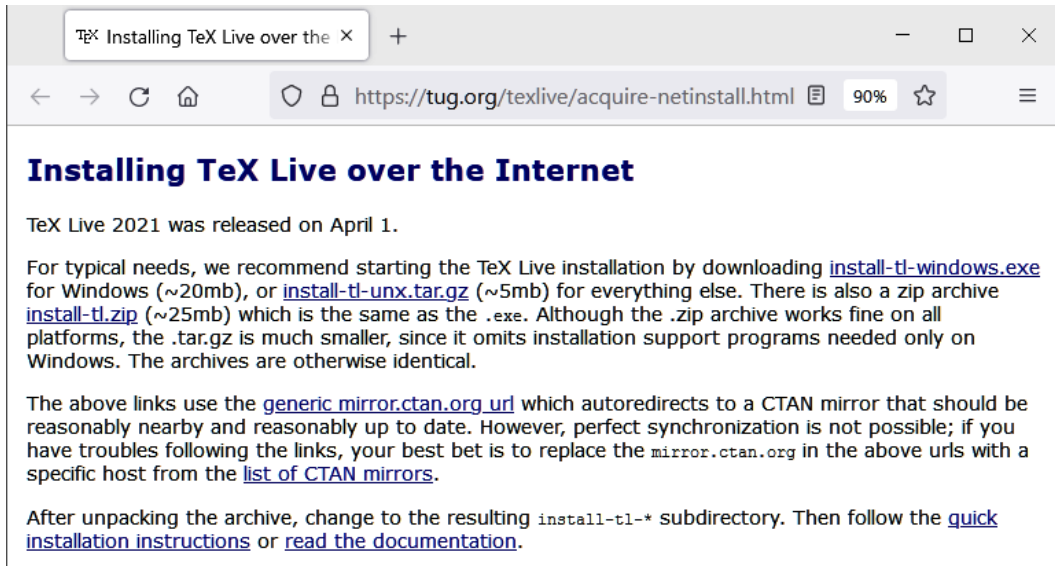 TEX Installing TeX Live over the
https://tug.org/texlive/acquire-netinstall.html 90%
Installing TeX Live over the Internet
TeX Live 2021 was released on April 1.
For typical needs, we recommend starting the TeX Live installation by downloading install-tl-windows.exe
for Windows (~20mb), or install-tl-unx.tar.gz (~5mb) for everything else. There is also a zip archive
install-tl.zip (~25mb) which is the same as the .exe. Although the .zip archive works fine on all
platforms, the .tar.gz is much smaller, since it omits installation support programs needed only on
Windows. The archives are otherwise identical.
The above links use the generic mirror.ctan.org url which autoredirects to a CTAN mirror that should be
reasonably nearby and reasonably up to date. However, perfect synchronization is not possible; if you
have troubles following the links, your best bet is to replace the mirror.ctan.org in the above urls with a
specific host from the list of CTAN mirrors.
After unpacking the archive, change to the resulting install-tl-* subdirectory. Then follow the quick
installation instructions or read the documentation.